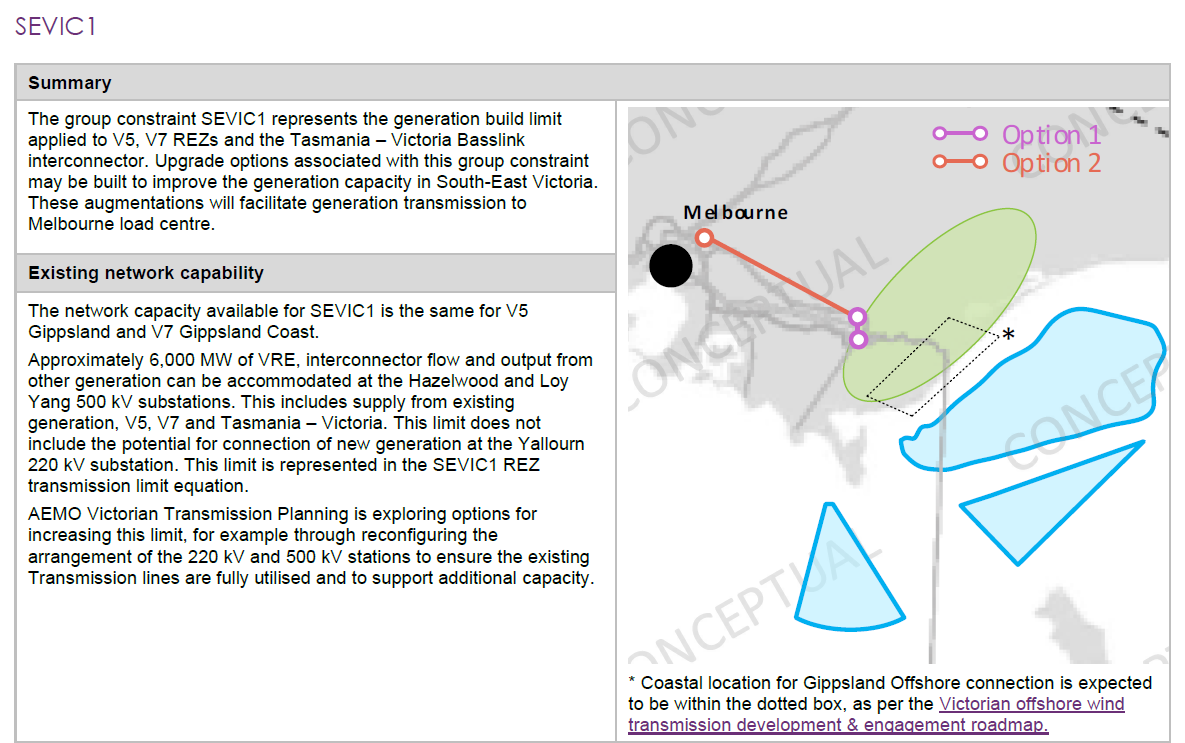 SEVIC1
Summary
The group constraint SEVIC1 represents the generation build limit
applied to V5, V7 REZs and the Tasmania – Victoria Basslink
interconnector. Upgrade options associated with this group constraint
may be built to improve the generation capacity in South-East Victoria.
These augmentations will facilitate generation transmission to
Melbourne load centre.
Existing network capability
The network capacity available for SEVIC1 is the same for V5
Gippsland and V7 Gippsland Coast.
Approximately 6,000 MW of VRE, interconnector flow and output from
other generation can be accommodated at the Hazelwood and Loy
Yang 500 kV substations. This includes supply from existing
generation, V5, V7 and Tasmania – Victoria. This limit does not
include the potential for connection of new generation at the Yallourn
220 kV substation. This limit is represented in the SEVIC1 REZ
transmission limit equation.
AEMO Victorian Transmission Planning is exploring options for
increasing this limit, for example through reconfiguring the
arrangement of the 220 kV and 500 kV stations to ensure the existing
Transmission lines are fully utilised and to support additional capacity.
CONCEPTUAL
Option 1
Option 2
Melbourne
*
CONCEPTUAL
CONCEP
CONCEPTUAL
* Coastal location for Gippsland Offshore connection is expected
to be within the dotted box, as per the Victorian offshore wind
transmission development & engagement roadmap.